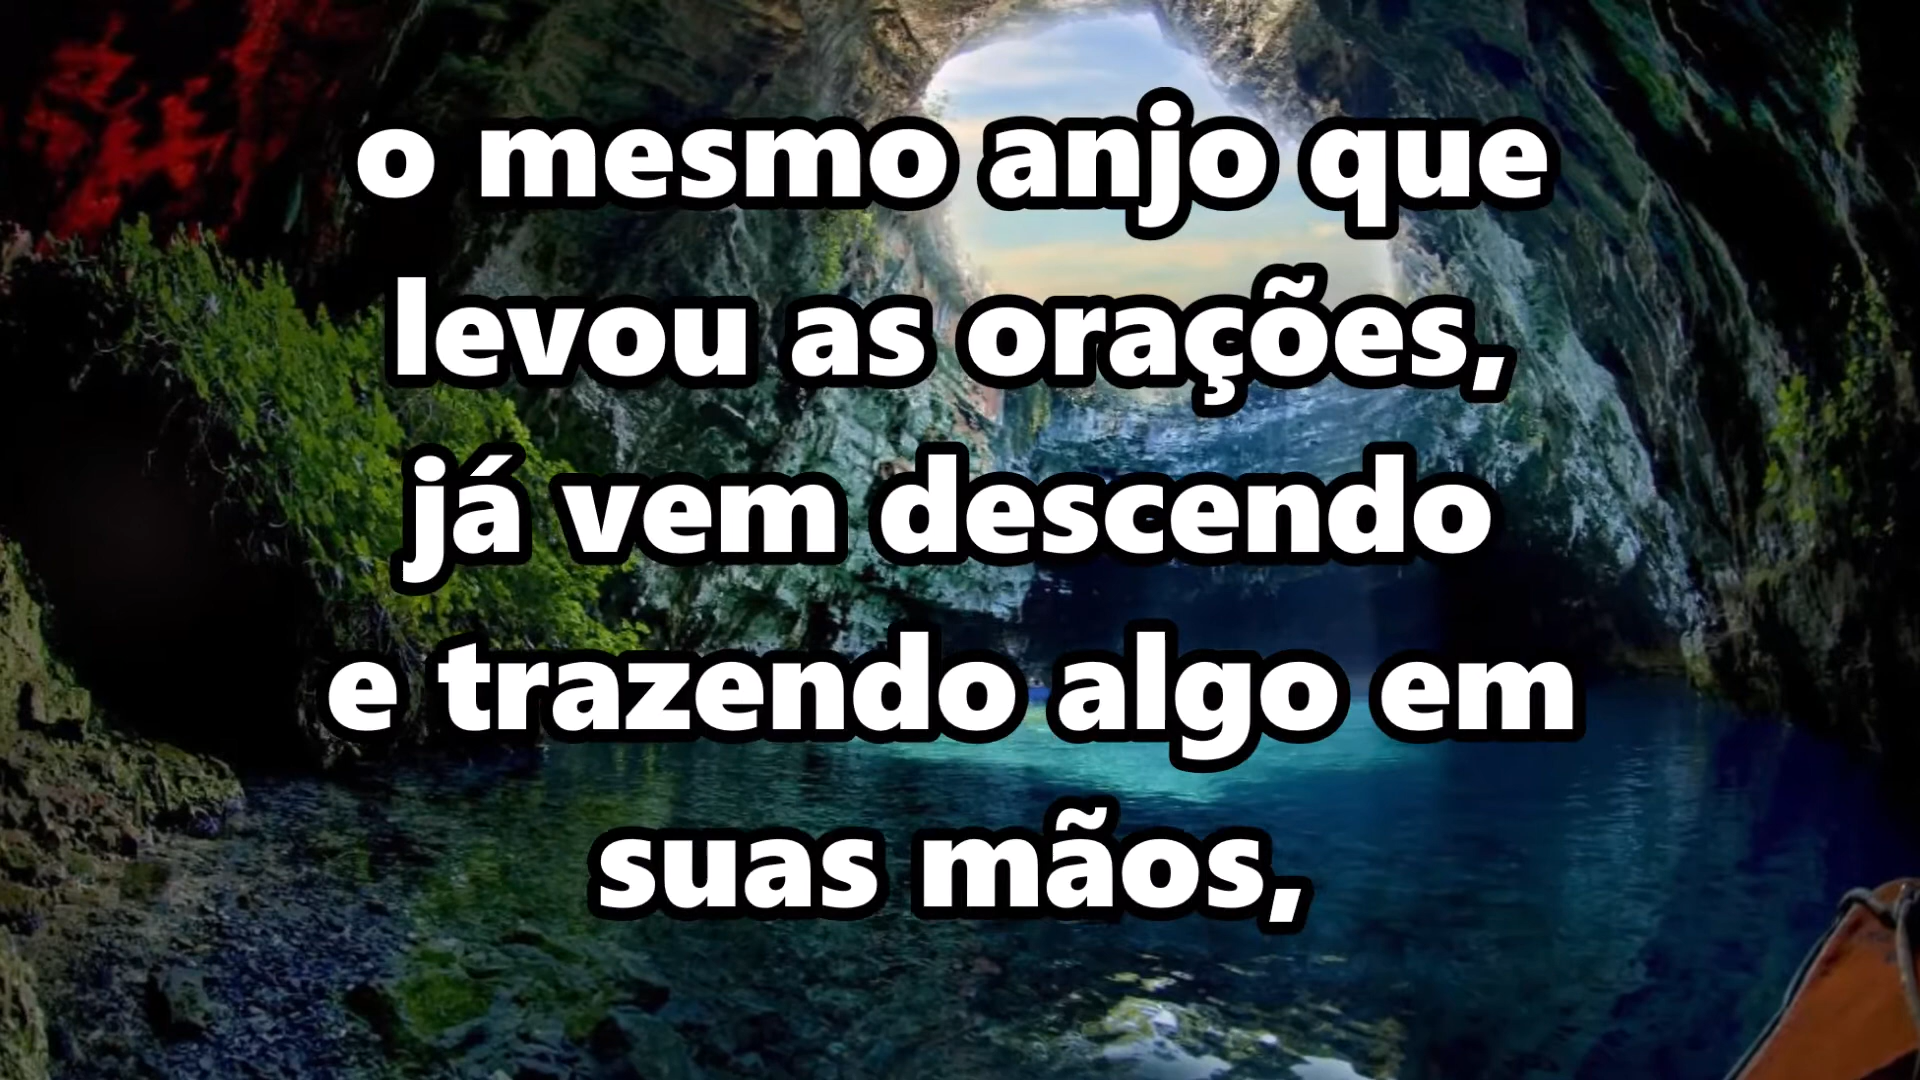 o mesmo anjo que
levou as orações,
já vem descendo
e trazendo algo em
suas mãos,